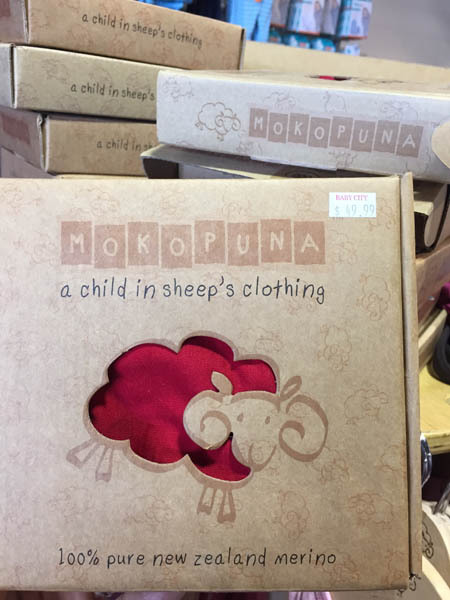 a child in sheep's clothing
a child in sheep's
a child in
MOKOPUNA
BABY CITY
$ 49.99
MOKOPUNA
a child in sheep's clothing
100% pure new zealand merino